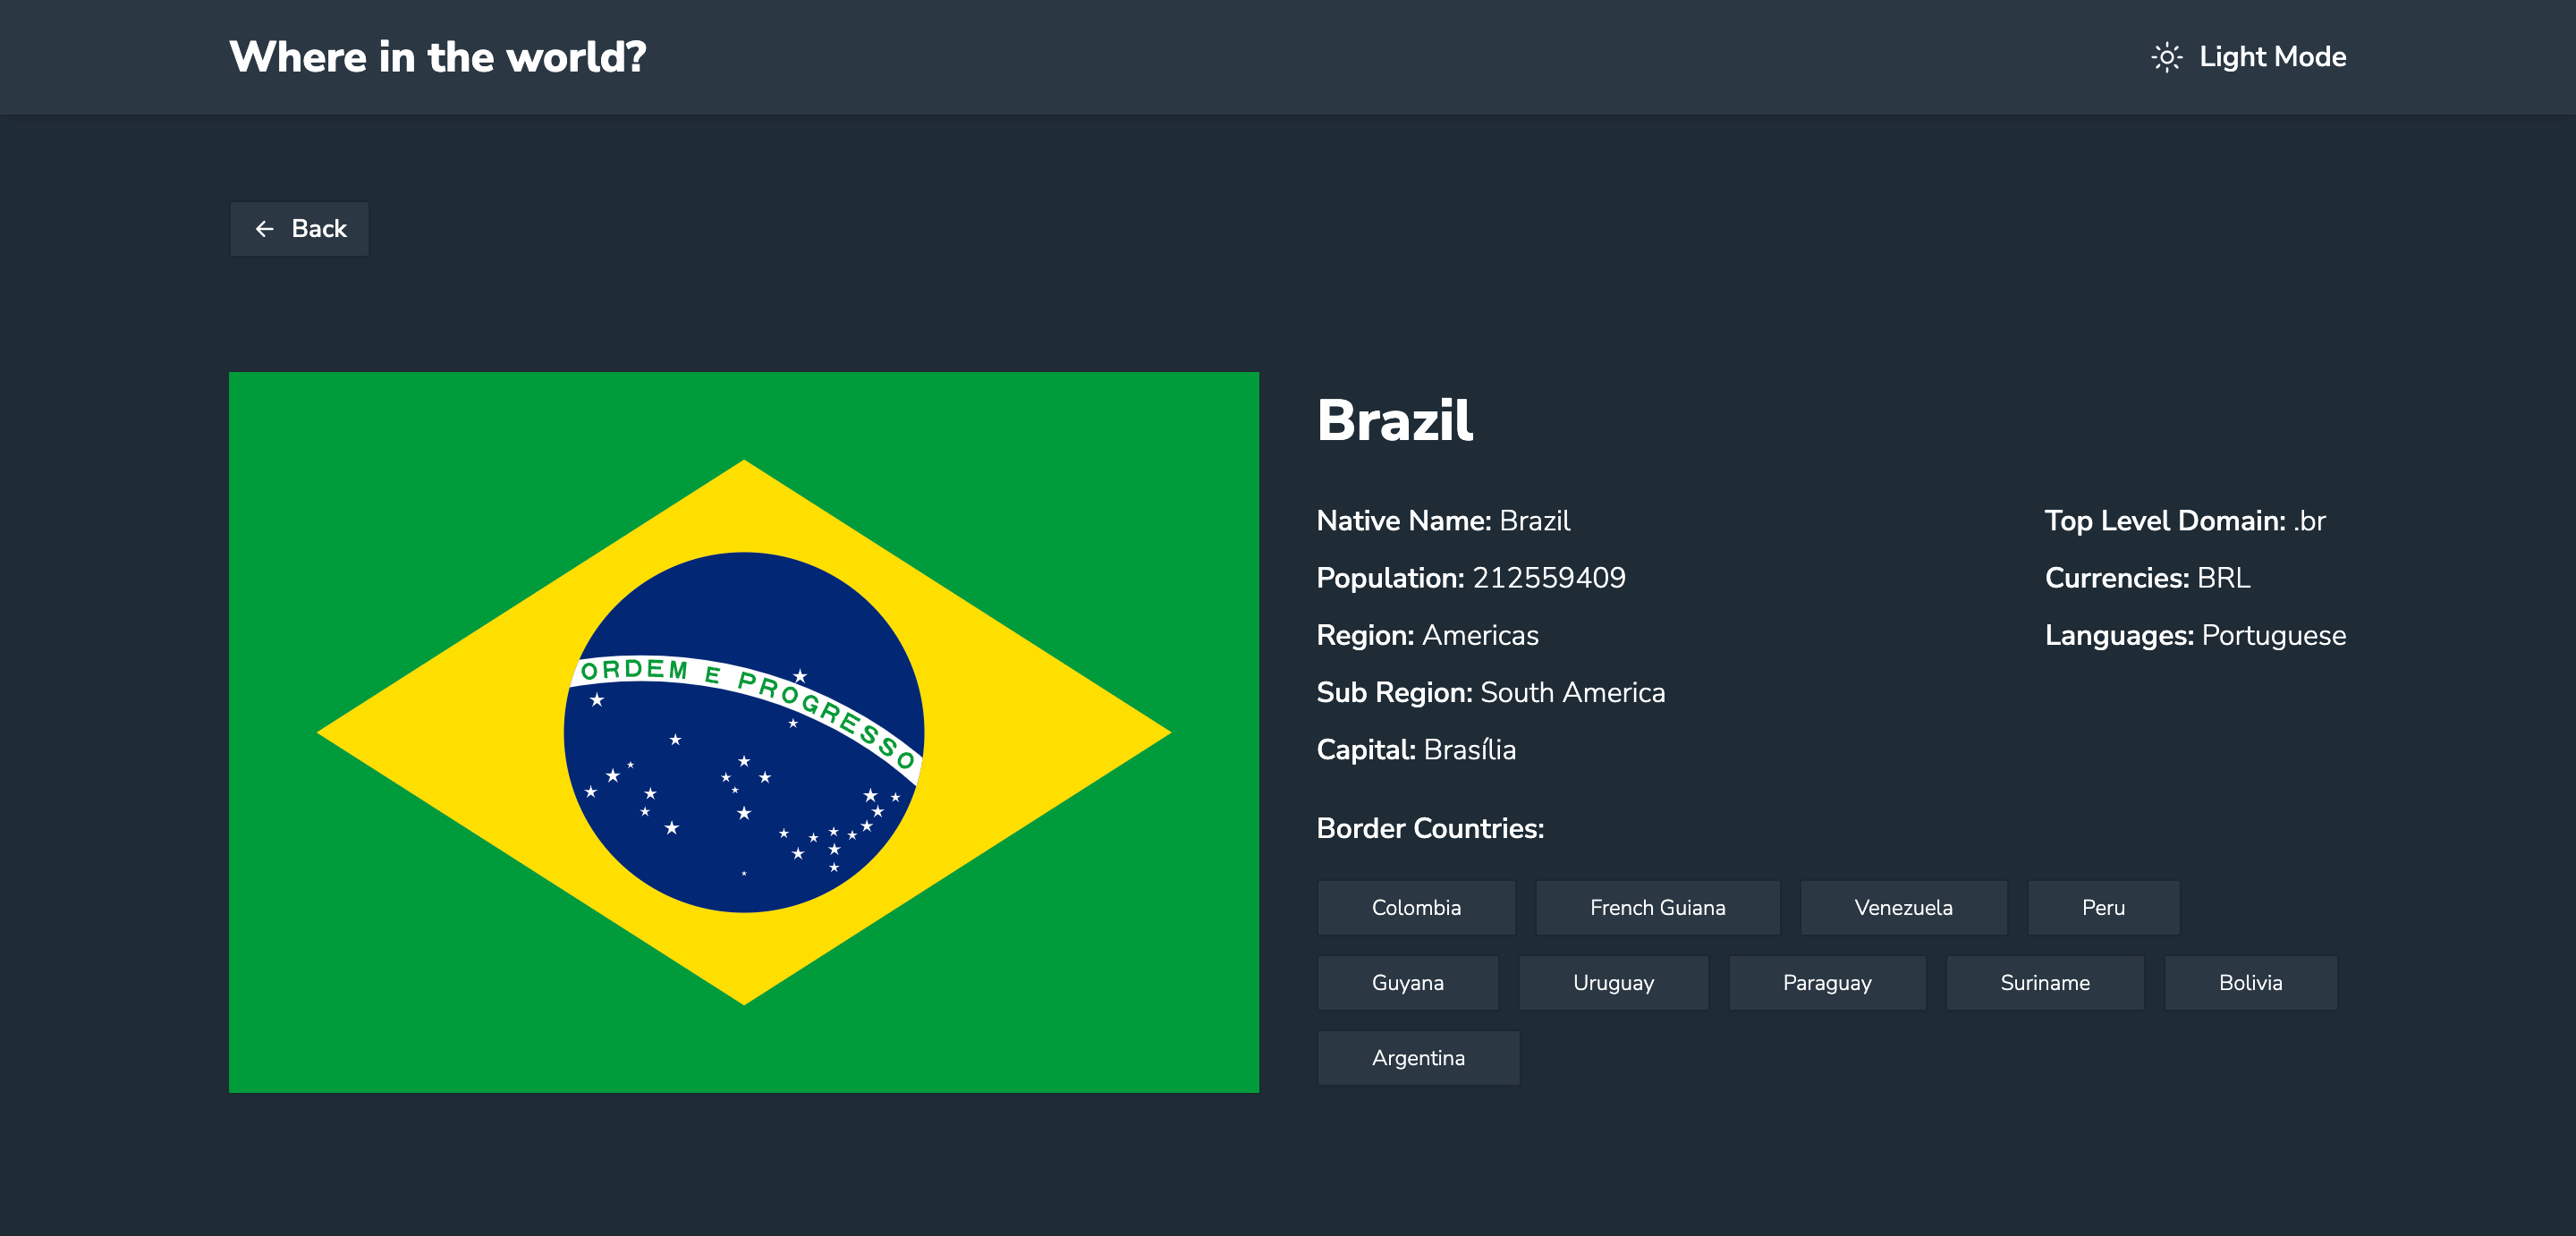 Where in the world?
Light Mode
Back
ORDEM E PROGRESSO
Brazil
Native Name: Brazil
Population: 212559409
Region: Americas
Sub Region: South America
Capital: Brasília
Top Level Domain: .br
Currencies: BRL
Languages: Portuguese
Border Countries:
Colombia
French Guiana
Venezuela
Peru
Guyana
Uruguay
Paraguay
Suriname
Bolivia
Argentina